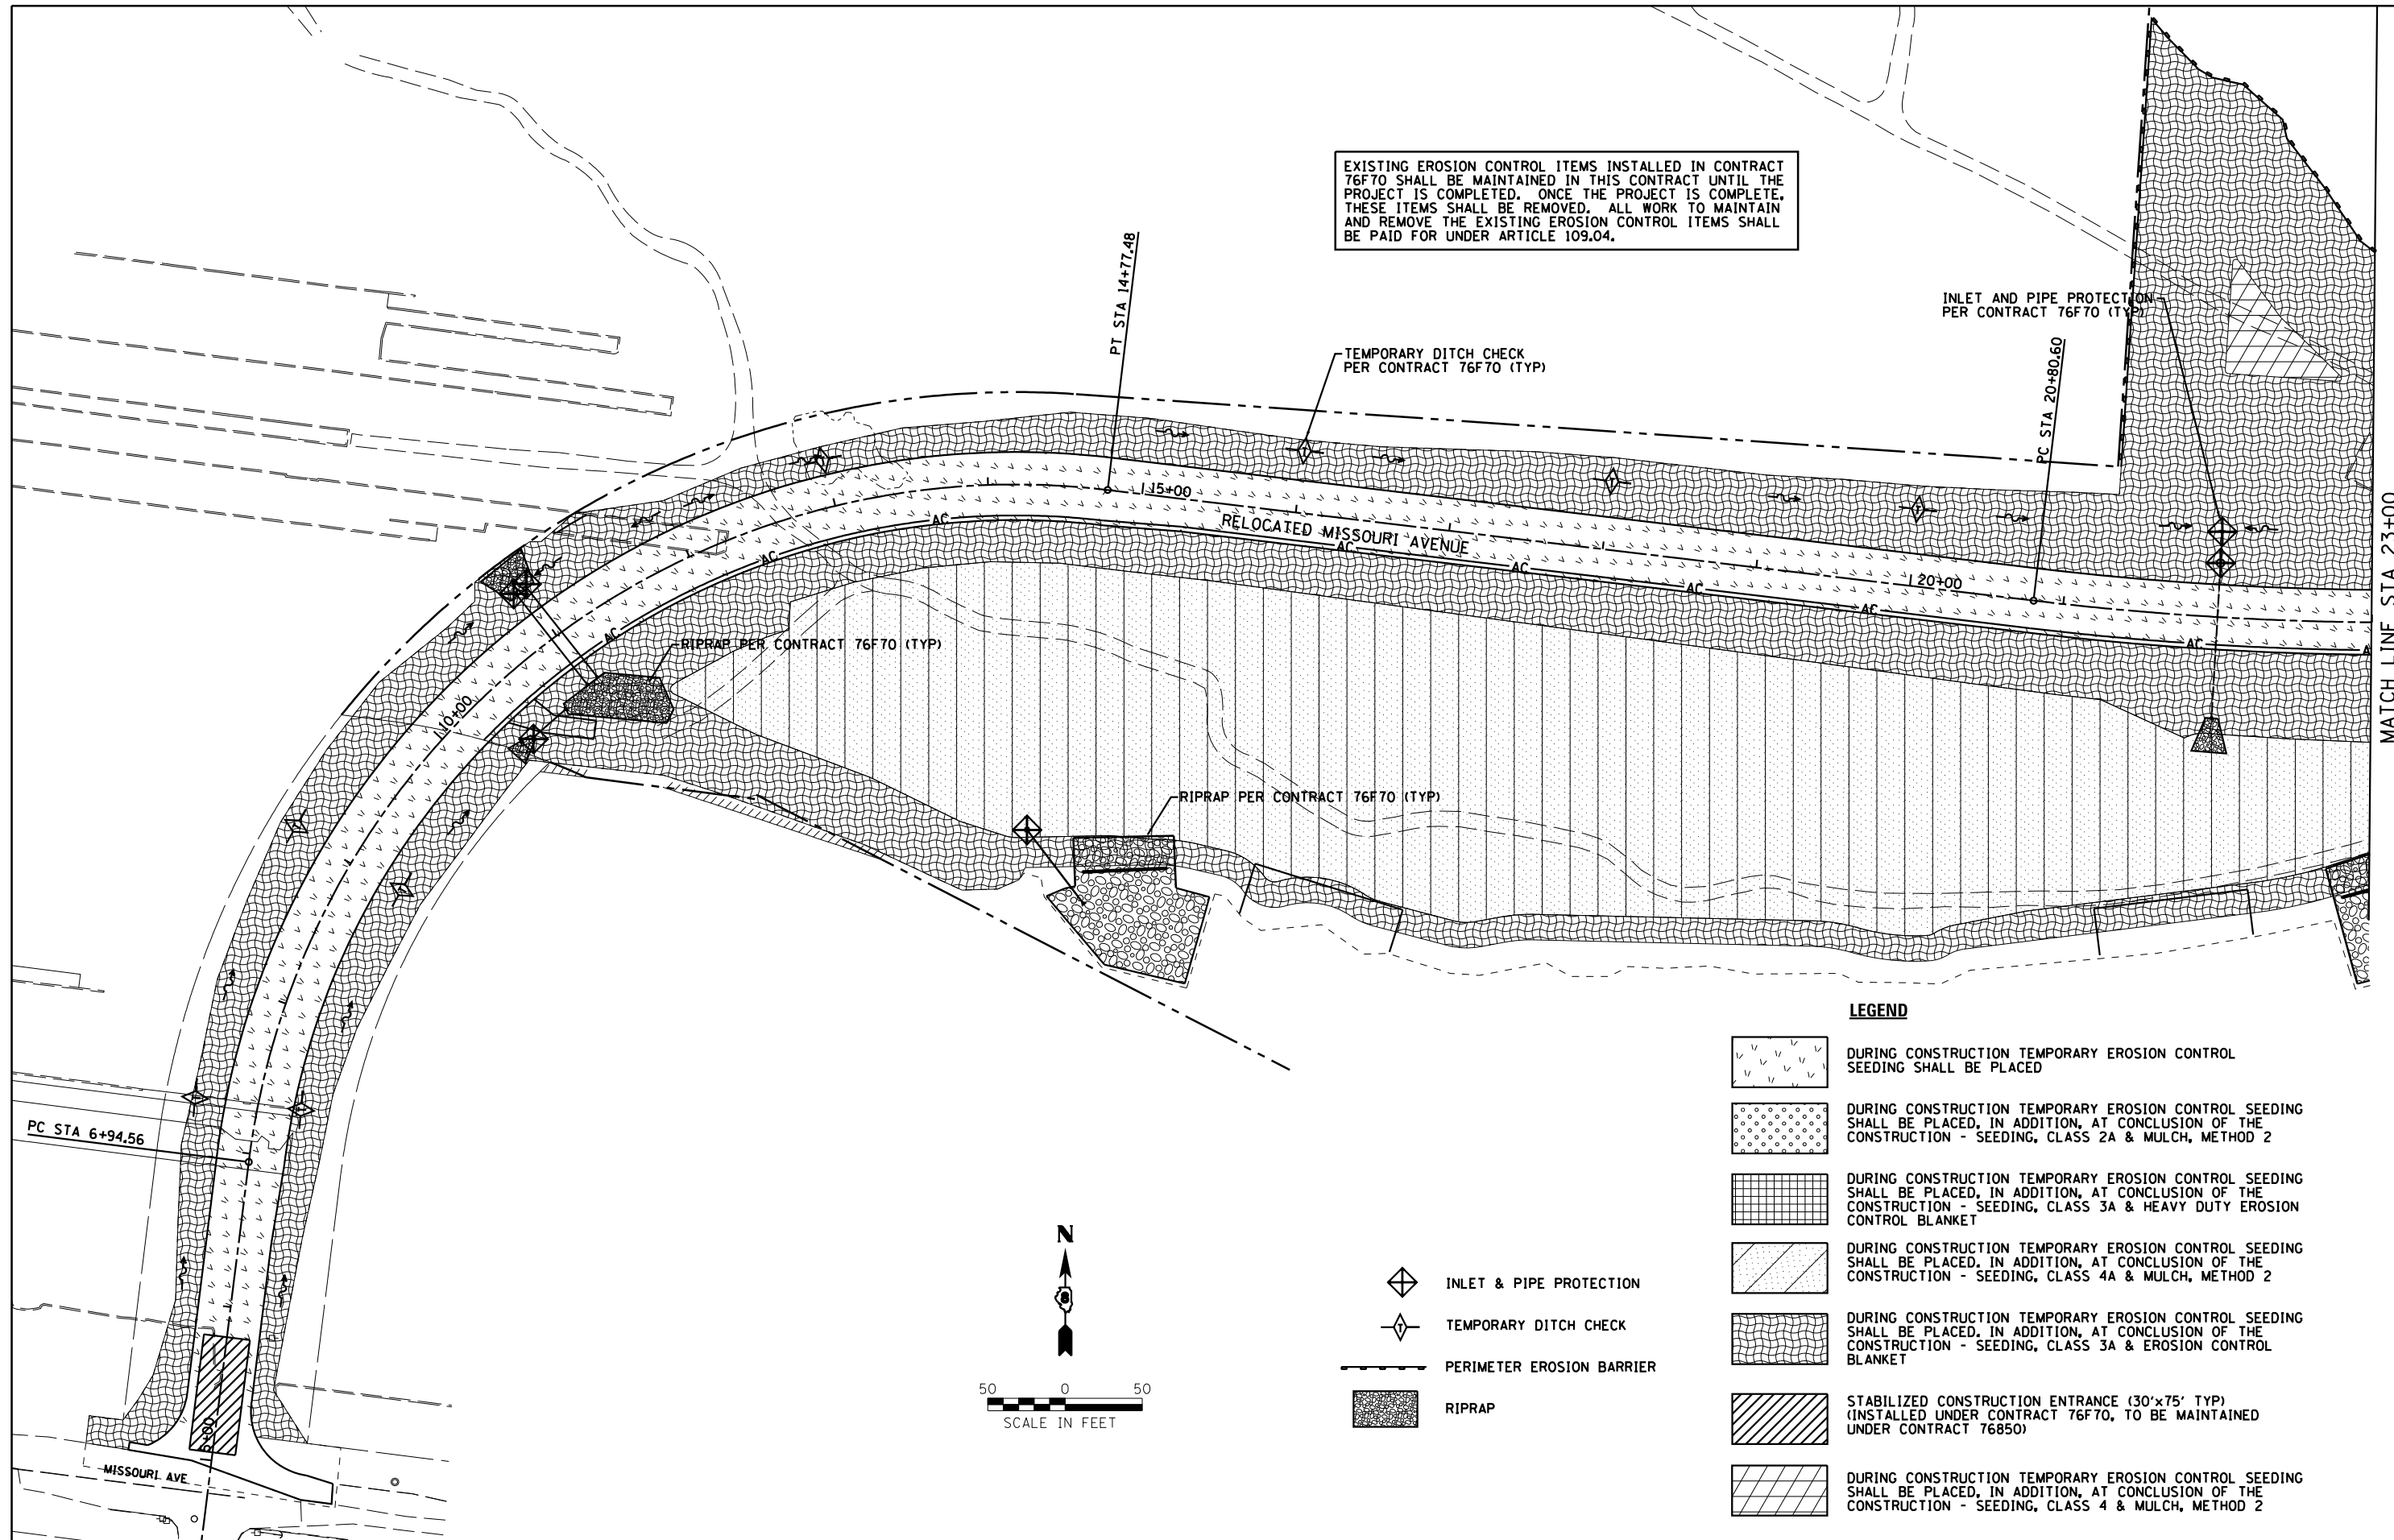 EXISTING EROSION CONTROL ITEMS INSTALLED IN CONTRACT
76F70 SHALL BE MAINTAINED IN THIS CONTRACT UNTIL THE
PROJECT IS COMPLETED. ONCE THE PROJECT IS COMPLETE,
THESE ITEMS SHALL BE REMOVED. ALL WORK TO MAINTAIN
AND REMOVE THE EXISTING EROSION CONTROL ITEMS SHALL
BE PAID FOR UNDER ARTICLE 109.04.
PT STA 14+77.48
INLET AND PIPE PROTECTION
PER CONTRACT 76F70 (TYP)
TEMPORARY DITCH CHECK
PER CONTRACT 76F70 (TYP)
PC STA 20+80.60
15+00
RELOCATED MISSOURI AVENUE
AC
AC
AC
AC
AC
AC
AC
AC
A
20+00
MATCH LINE STA 23+00
RIPRAP PER CONTRACT 76F70 (TYP)
10+00
RIPRAP PER CONTRACT 76F70 (TYP)
PC STA 6+94.56
5+00
MISSOURI AVE
N
8
50 0 50
SCALE IN FEET
INLET & PIPE PROTECTION
T TEMPORARY DITCH CHECK
PERIMETER EROSION BARRIER
RIPRAP
LEGEND
DURING CONSTRUCTION TEMPORARY EROSION CONTROL
SEEDING SHALL BE PLACED
DURING CONSTRUCTION TEMPORARY EROSION CONTROL SEEDING
SHALL BE PLACED, IN ADDITION, AT CONCLUSION OF THE
CONSTRUCTION - SEEDING, CLASS 2A & MULCH, METHOD 2
DURING CONSTRUCTION TEMPORARY EROSION CONTROL SEEDING
SHALL BE PLACED, IN ADDITION, AT CONCLUSION OF THE
CONSTRUCTION - SEEDING, CLASS 3A & HEAVY DUTY EROSION
CONTROL BLANKET
DURING CONSTRUCTION TEMPORARY EROSION CONTROL SEEDING
SHALL BE PLACED. IN ADDITION, AT CONCLUSION OF THE
CONSTRUCTION - SEEDING, CLASS 4A & MULCH, METHOD 2
DURING CONSTRUCTION TEMPORARY EROSION CONTROL SEEDING
SHALL BE PLACED. IN ADDITION, AT CONCLUSION OF THE
CONSTRUCTION - SEEDING, CLASS 3A & EROSION CONTROL
BLANKET
STABILIZED CONSTRUCTION ENTRANCE (30'x75' TYP)
(INSTALLED UNDER CONTRACT 76F70, TO BE MAINTAINED
UNDER CONTRACT 76850)
DURING CONSTRUCTION TEMPORARY EROSION CONTROL SEEDING
SHALL BE PLACED, IN ADDITION, AT CONCLUSION OF THE
CONSTRUCTION - SEEDING, CLASS 4 & MULCH, METHOD 2